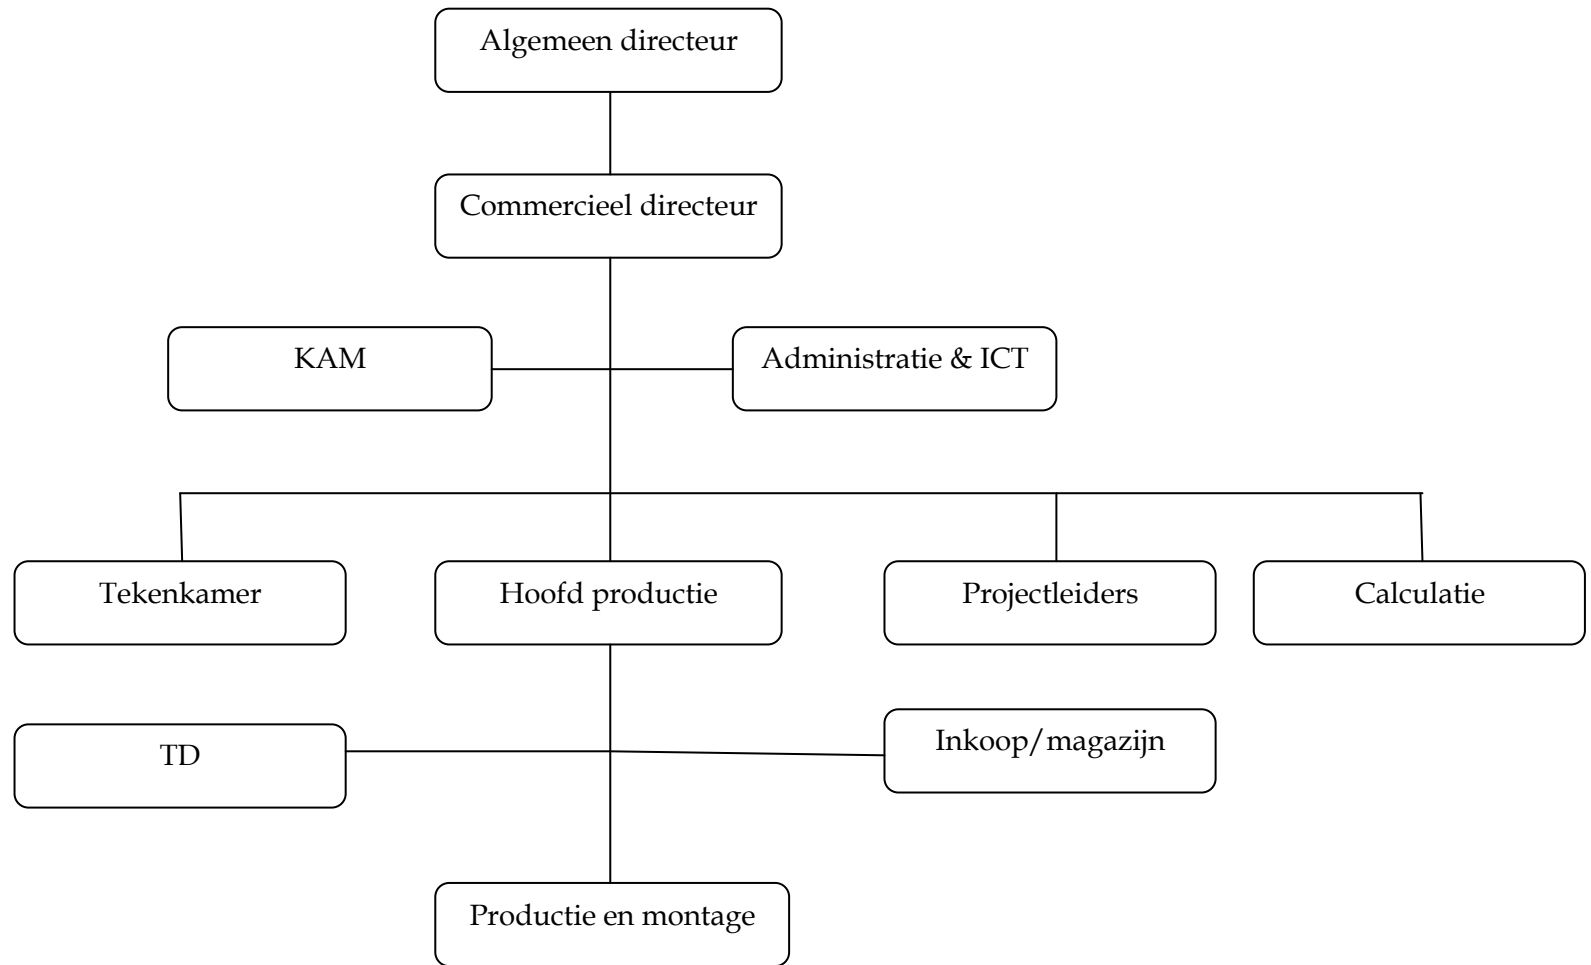 Algemeen directeur
Commercieel directeur
KAM
Administratie & ICT
Tekenkamer
Hoofd productie
Projectleiders
Calculatie
TD
Inkoop/magazijn
Productie en montage